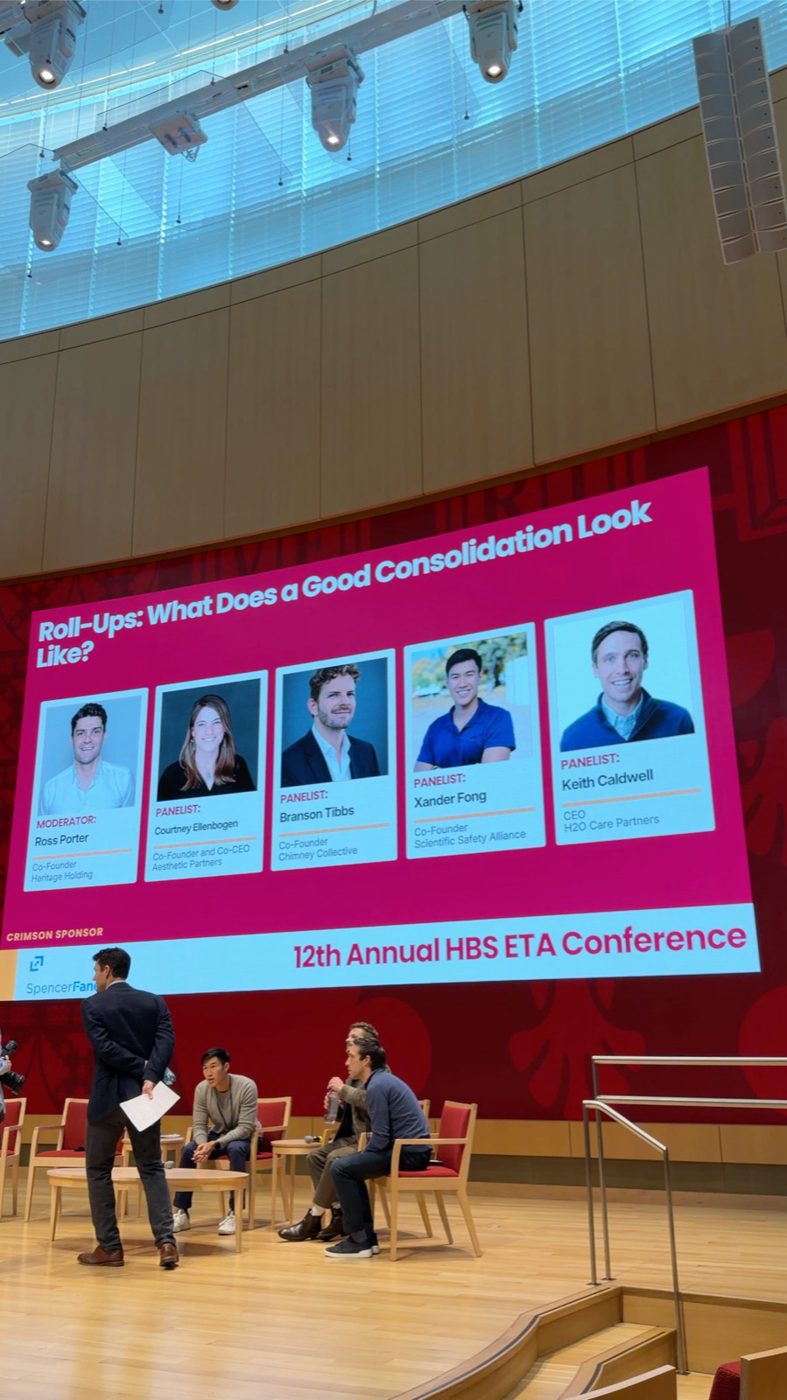 Roll-Ups: What Does a Good Consolidation Look
Like?
MODERATOR:
Ross Porter
Co-Founder
Heritage Holding
PANELIST:
Courtney Ellenbogen
Co-Founder and Co-CEO
Aesthetic Partners
PANELIST:
Branson Tibbs
Co-Founder
Chimney Collective
PANELIST:
Xander Fong
Co-Founder
Scientific Safety Alliance
PANELIST:
Keith Caldwell
CEO
H2O Care Partners
CRIMSON SPONSOR
12th Annual HBS ETA Conference
SpencerFane